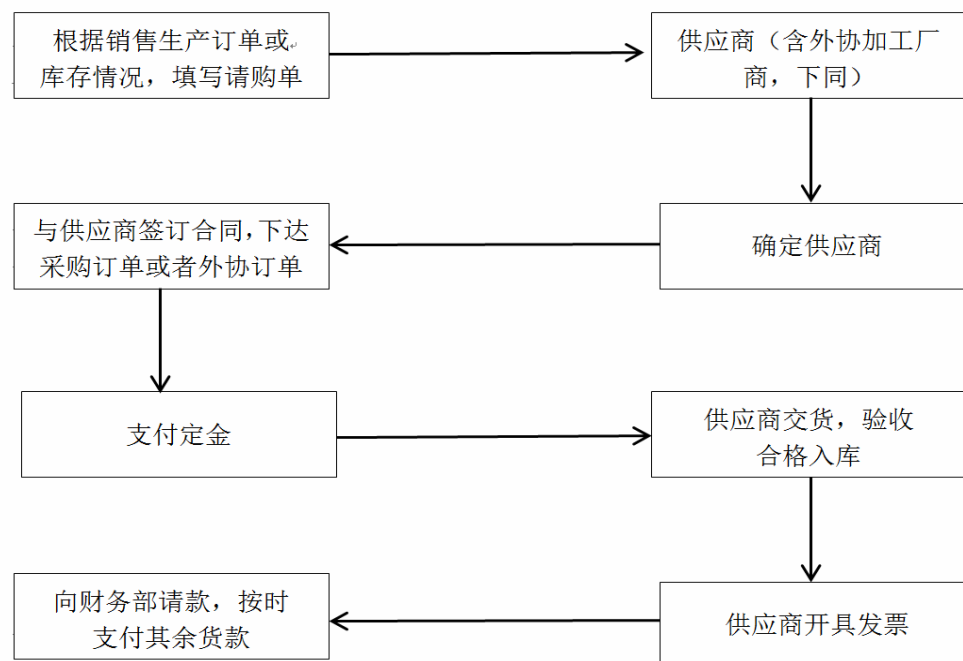 根据销售生产订单或
库存情况，填写请购单
供应商（含外协加工厂
商，下同）
确定供应商
与供应商签订合同，下达
采购订单或者外协订单
支付定金
供应商交货，验收
合格入库
供应商开具发票
向财务部请款，按时
支付其余货款